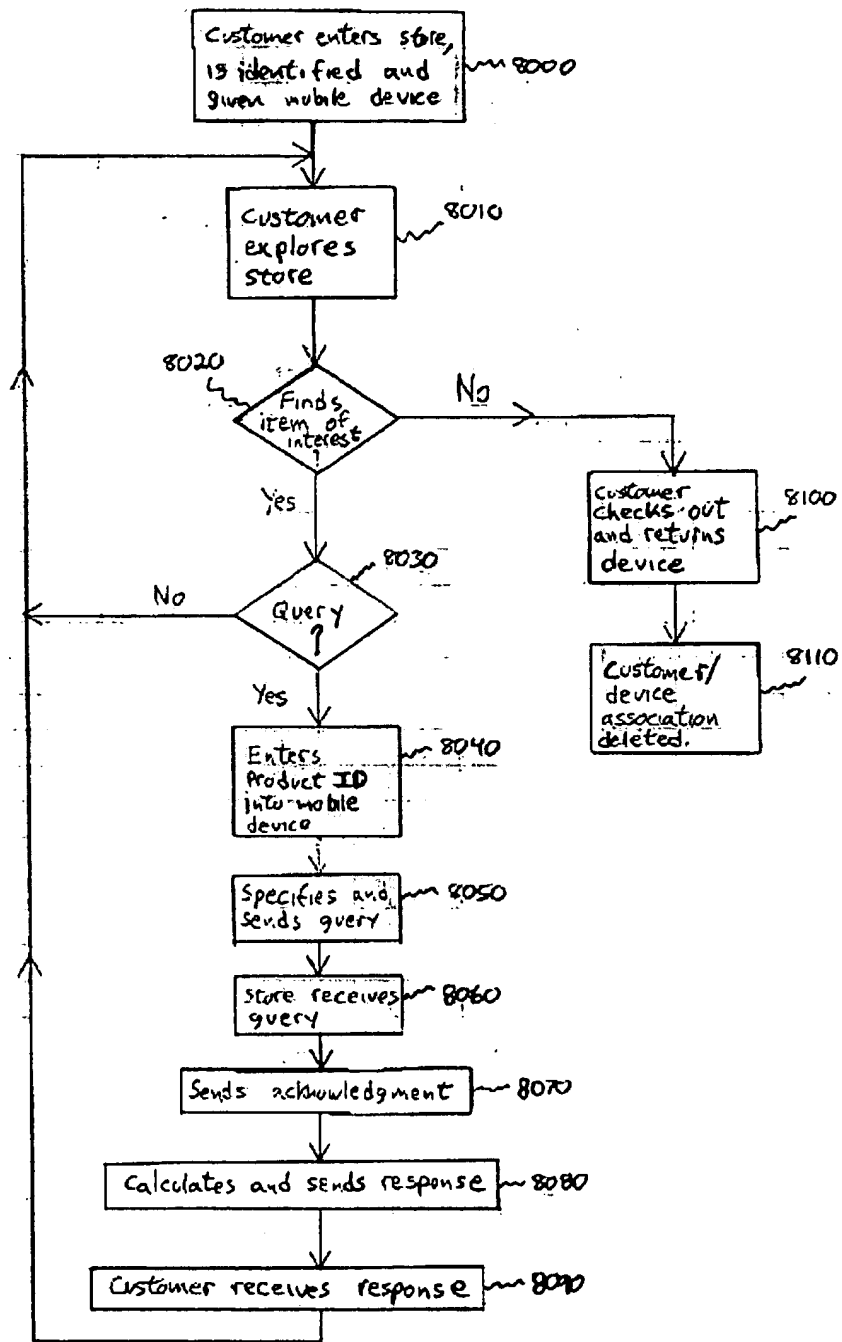 Customer enters store,
is identified and
given mobile device
8000
Customer
explores
store
8010
8020
Finds
item of
interest
?
No
Yes
Customer
checks out
and returns
device
8100
8030
Query
?
No
Yes
Customer/
device
association
deleted.
8110
Enters
Product ID
into mobile
device
8040
Specifies and
sends query
8050
Store receives
query
8060
Sends acknowledgment
8070
Calculates and sends response
8080
Customer receives response
8090